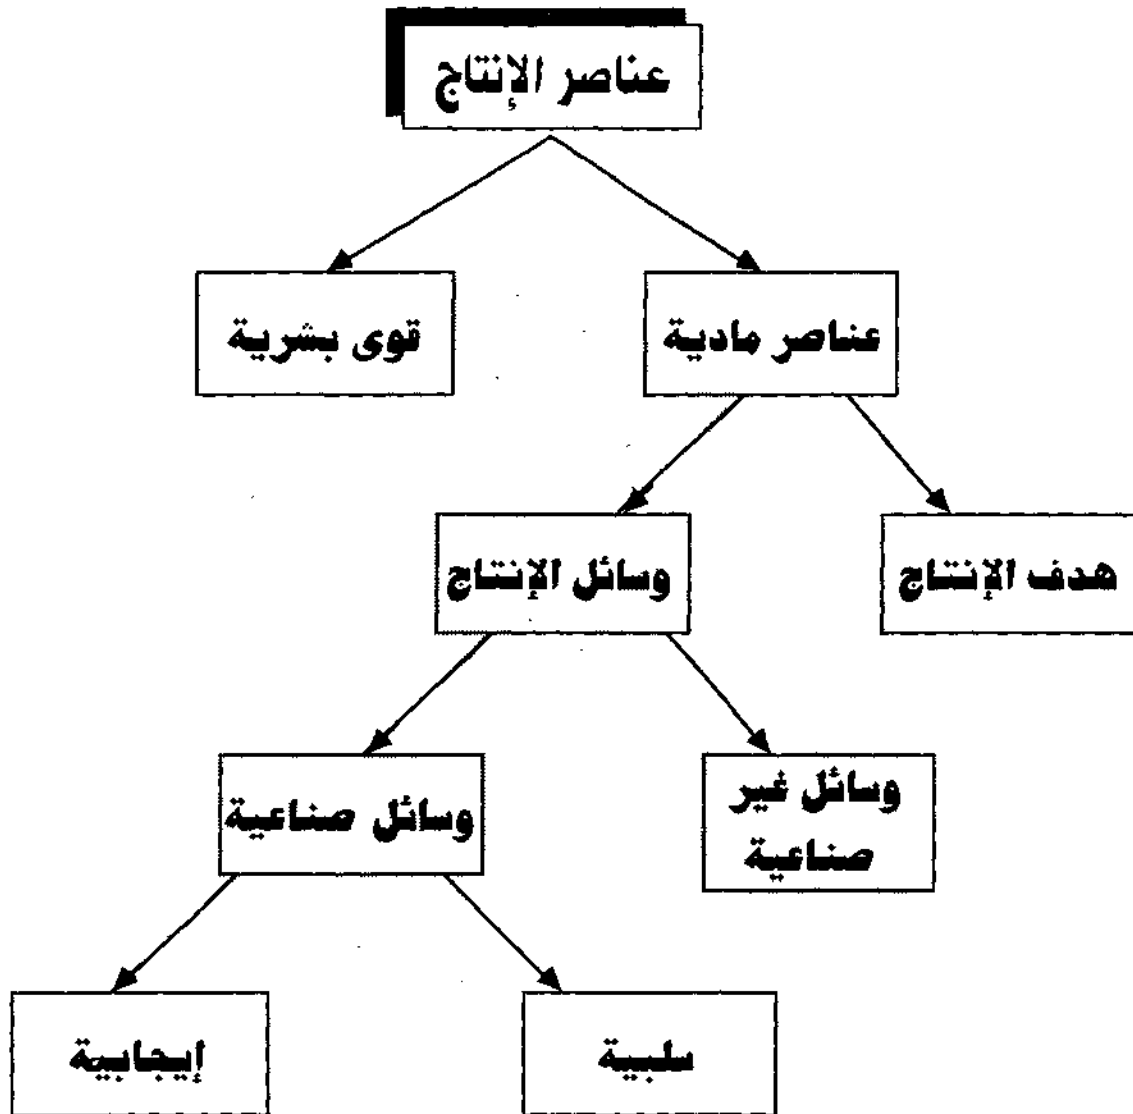 عناصر الإنتاج
عناصر مادية
قوى بشرية
هدف الإنتاج
وسائل الإنتاج
وسائل غير
صناعية
وسائل صناعية
سلبية
إيجابية